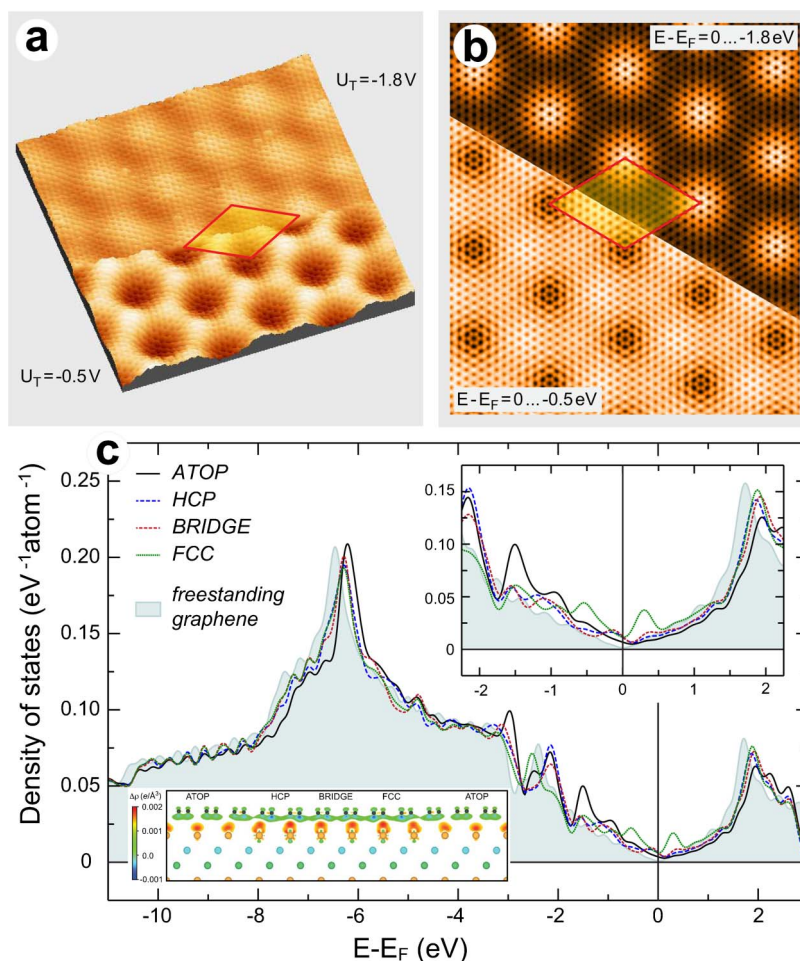 a
U_T=-1.8 V
U_T=-0.5 V
b
E-E_F=0...-1.8 eV
E-E_F=0...-0.5 eV
c
Density of states (eV⁻¹atom⁻¹)
0.25
0.20
0.15
0.10
0.05
0
ATOP
HCP
BRIDGE
FCC
freestanding
graphene
0.15
0.10
0.05
0
-2 -1 0 1 2
Δρ (e/Å³)
0.002
0.001
0.0
-0.001
ATOP HCP BRIDGE FCC ATOP
-10 -8 -6 -4 -2 0 2
E-E_F (eV)